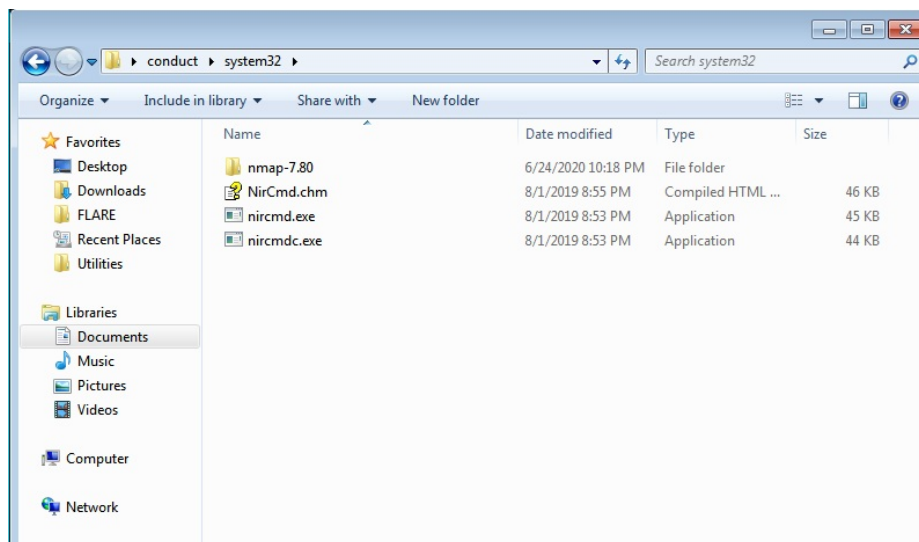 conduct system32
Search system32
Organize Include in library Share with New folder
Name Date modified Type Size
Favorites
Desktop
Downloads
FLARE
Recent Places
Utilities
Libraries
Documents
Music
Pictures
Videos
Computer
Network
nmap-7.80 6/24/2020 10:18 PM File folder
NirCmd.chm 8/1/2019 8:55 PM Compiled HTML ... 46 KB
nircmd.exe 8/1/2019 8:53 PM Application 45 KB
nircmdc.exe 8/1/2019 8:53 PM Application 44 KB